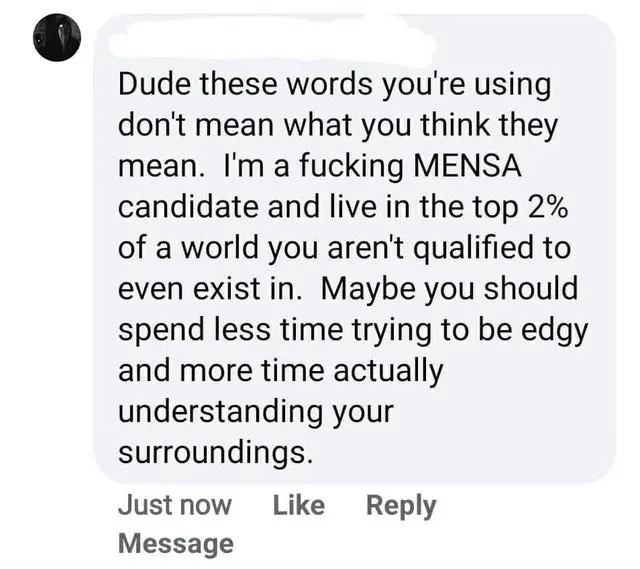 Dude these words you're using
don't mean what you think they
mean.  I'm a fucking MENSA
candidate and live in the top 2%
of a world you aren't qualified to
even exist in.  Maybe you should
spend less time trying to be edgy
and more time actually
understanding your
surroundings.
Just now Like Reply
Message